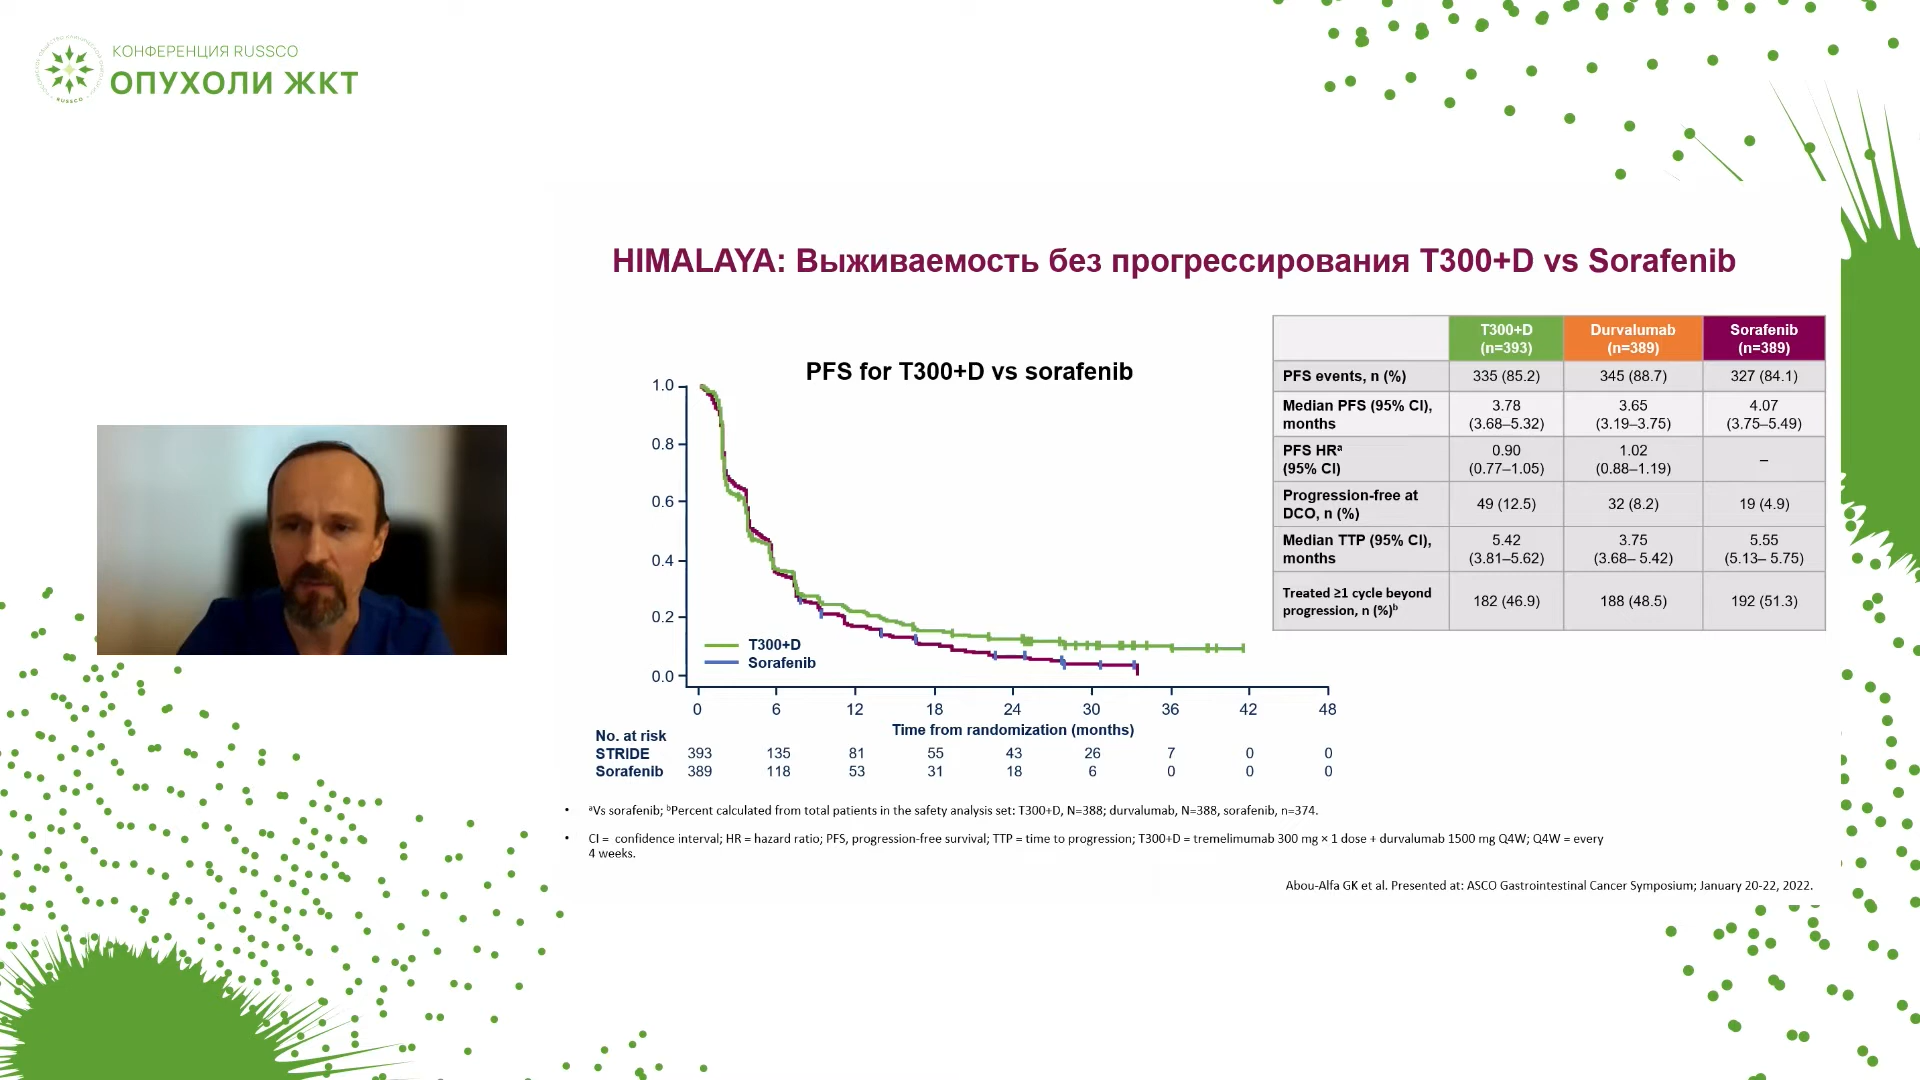 КОНФЕРЕНЦИЯ RUSSCO
ОПУХОЛИ ЖКТ
RUSSCO
HIMALAYA: Выживаемость без прогрессирования T300+D vs Sorafenib
PFS for T300+D vs sorafenib
1.0
0.8
0.6
0.4
0.2
0.0
T300+D
Sorafenib
0 6 12 18 24 30 36 42 48
Time from randomization (months)
No. at risk
STRIDE 393 135 81 55 43 26 7 0 0
Sorafenib 389 118 53 31 18 6 0 0 0
T300+D (n=393) Durvalumab (n=389) Sorafenib (n=389)
PFS events, n (%) 335 (85.2) 345 (88.7) 327 (84.1)
Median PFS (95% CI), months 3.78 (3.68–5.32) 3.65 (3.19–3.75) 4.07 (3.75–5.49)
PFS HRᵃ (95% CI) 0.90 (0.77–1.05) 1.02 (0.88–1.19) –
Progression-free at DCO, n (%) 49 (12.5) 32 (8.2) 19 (4.9)
Median TTP (95% CI), months 5.42 (3.81–5.62) 3.75 (3.68– 5.42) 5.55 (5.13– 5.75)
Treated ≥1 cycle beyond progression, n (%)ᵇ 182 (46.9) 188 (48.5) 192 (51.3)
• ᵃVs sorafenib; ᵇPercent calculated from total patients in the safety analysis set: T300+D, N=388; durvalumab, N=388, sorafenib, n=374.
• CI = confidence interval; HR = hazard ratio; PFS, progression-free survival; TTP = time to progression; T300+D = tremelimumab 300 mg × 1 dose + durvalumab 1500 mg Q4W; Q4W = every
4 weeks.
Abou-Alfa GK et al. Presented at: ASCO Gastrointestinal Cancer Symposium; January 20-22, 2022.